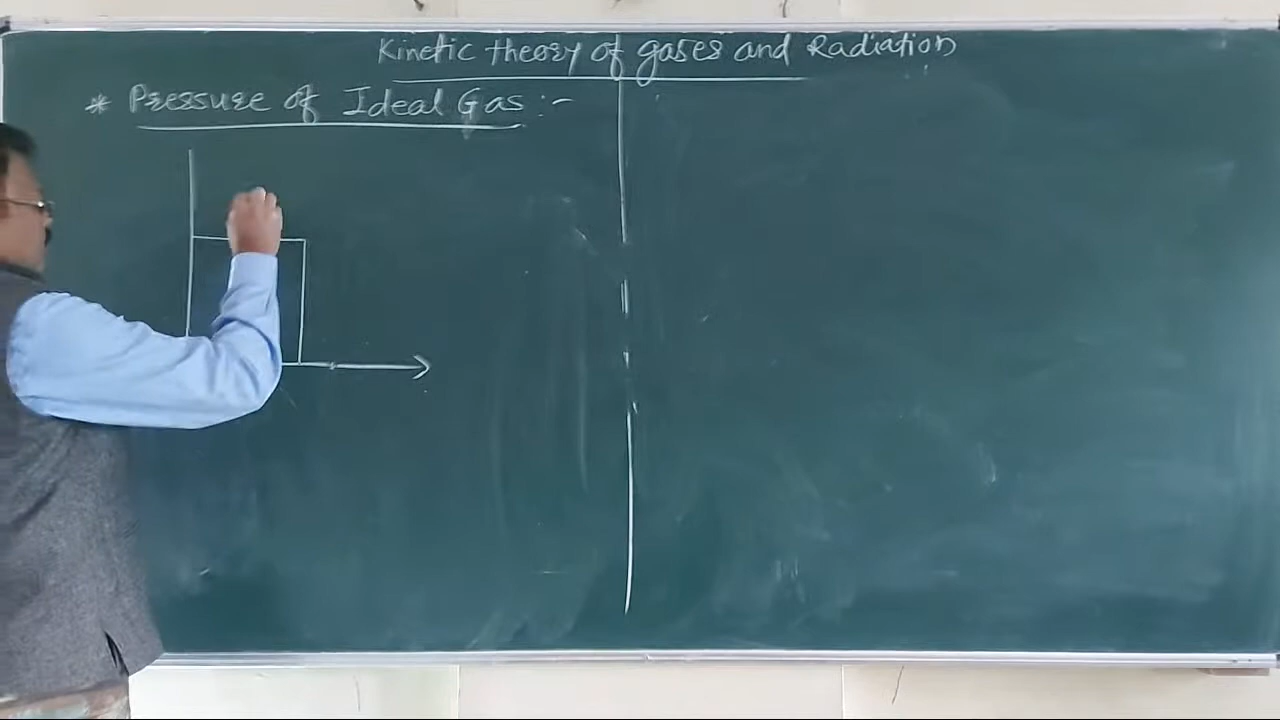 Kinetic theory of gases and Radiation
* Pressure of Ideal Gas :-